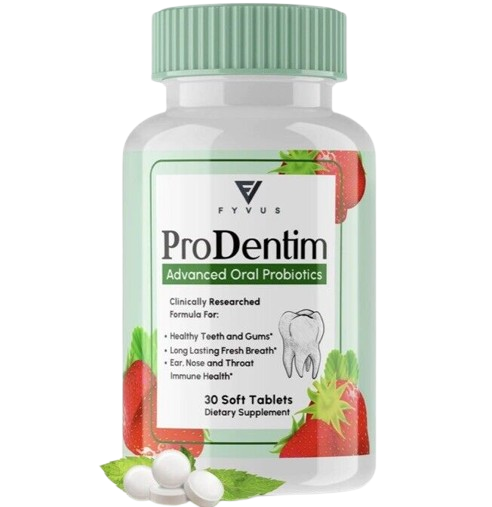 FYVUS
ProDentim
Advanced Oral Probiotics
Clinically Researched
Formula For:
• Healthy Teeth and Gums*
• Long Lasting Fresh Breath*
• Ear, Nose and Throat
Immune Health*
30 Soft Tablets
Dietary Supplement